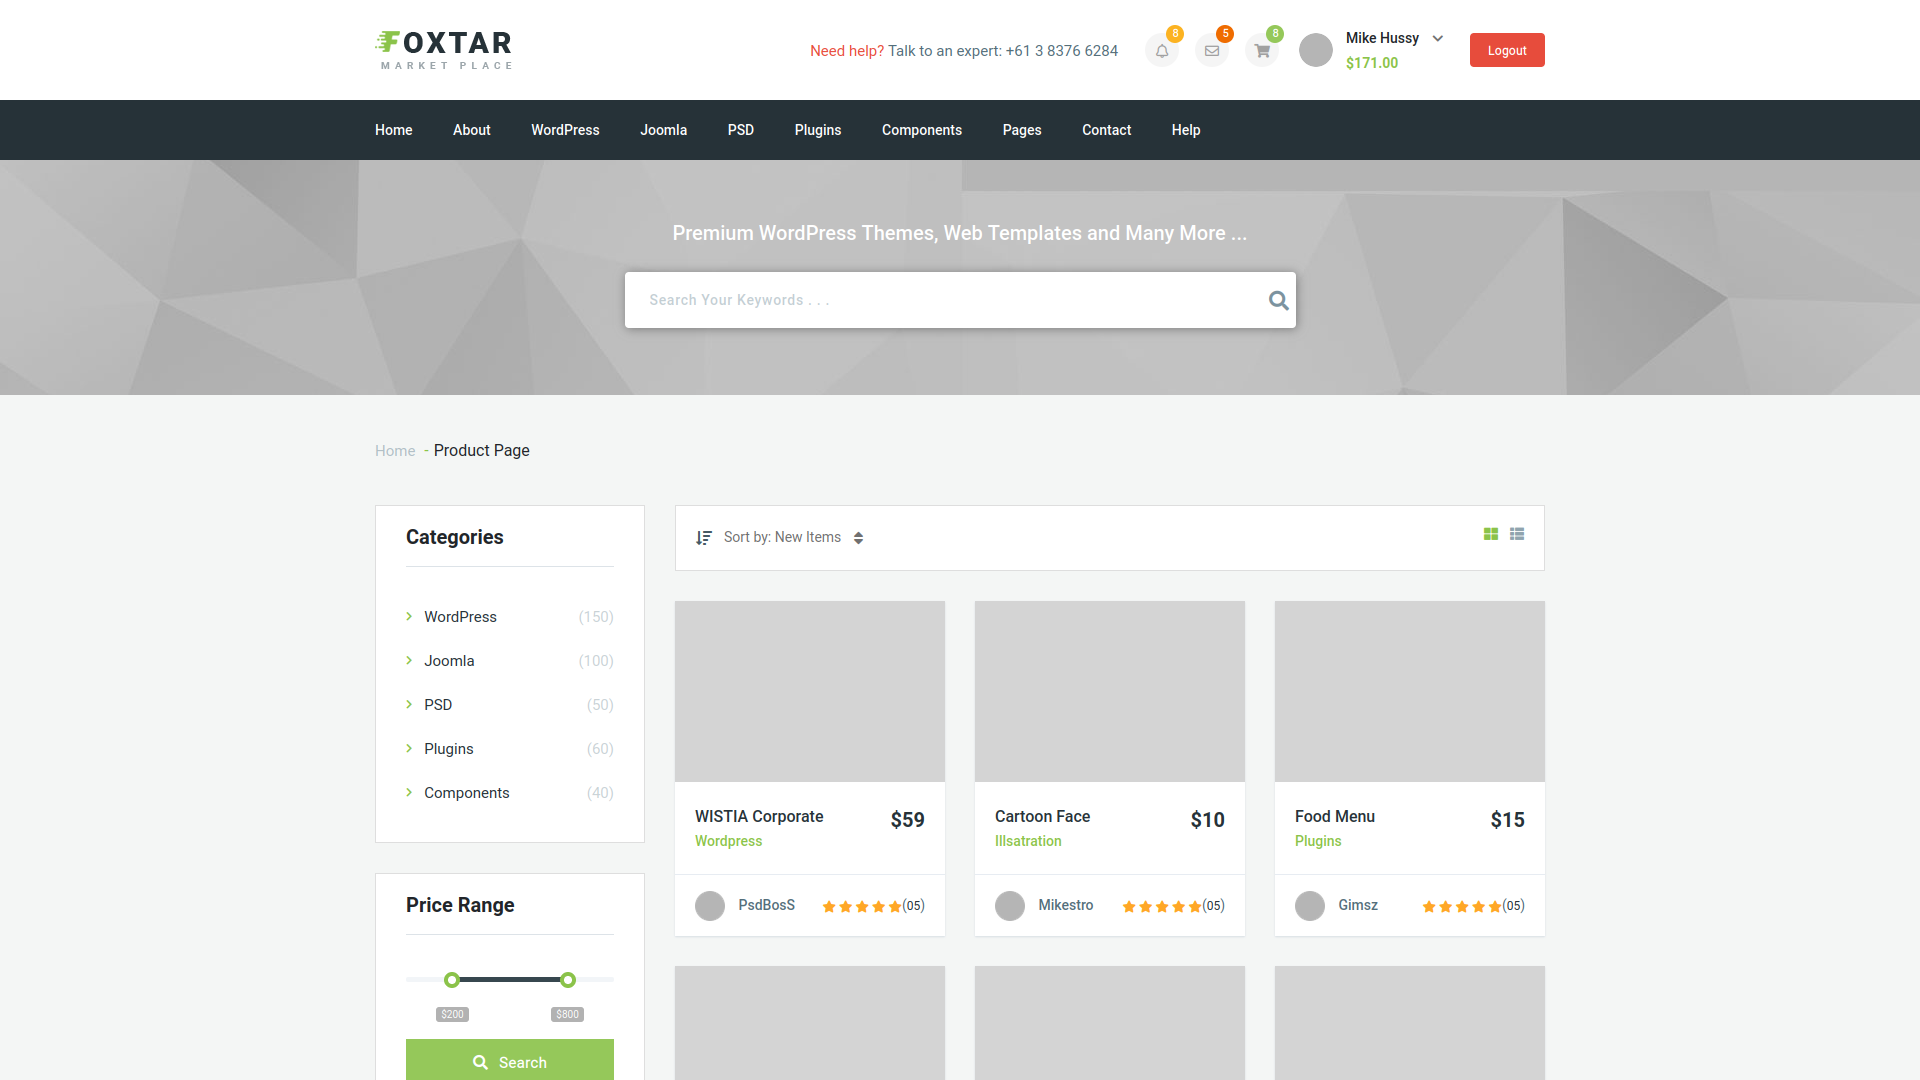 FOXTAR
MARKET PLACE
Need help? Talk to an expert: +61 3 8376 6284
8
5
8
Mike Hussy
$171.00
Logout
Home
About
WordPress
Joomla
PSD
Plugins
Components
Pages
Contact
Help
Premium WordPress Themes, Web Templates and Many More ...
Search Your Keywords . . .
Home - Product Page
Categories
WordPress (150)
Joomla (100)
PSD (50)
Plugins (60)
Components (40)
Price Range
$200 $800
Search
Sort by: New Items
WISTIA Corporate $59
Wordpress
PsdBosS (05)
Cartoon Face $10
Illsatration
Mikestro (05)
Food Menu $15
Plugins
Gimsz (05)